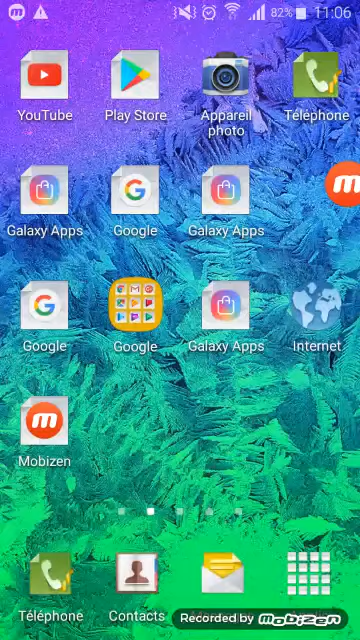 82% 11:06
YouTube Play Store Appareil photo Téléphone
Galaxy Apps Google Galaxy Apps
Google Google Galaxy Apps Internet
Mobizen
Téléphone Contacts
Recorded by Mobizen